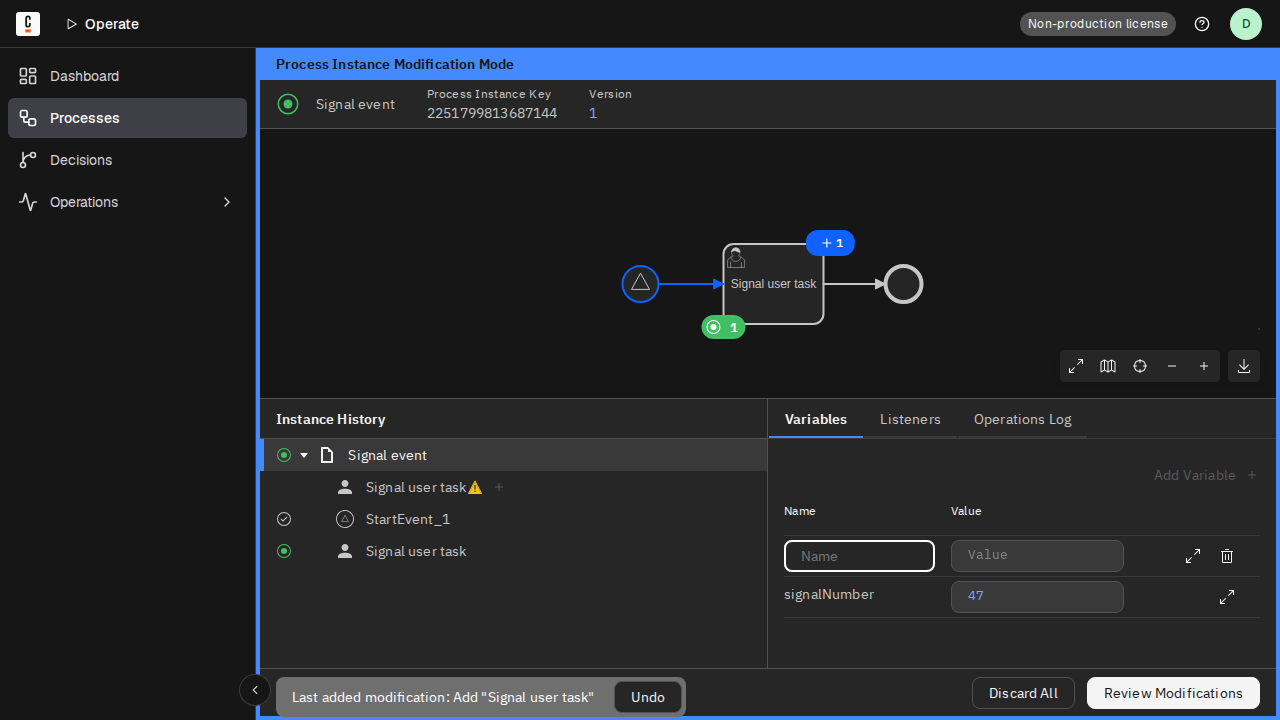 Operate
Non-production license
D
Dashboard
Processes
Decisions
Operations
Process Instance Modification Mode
Signal event
Process Instance Key
2251799813687144
Version
1
+ 1
Signal user task
1
Instance History
Signal event
Signal user task
StartEvent_1
Signal user task
Variables
Listeners
Operations Log
Add Variable +
Name
Value
Name
Value
signalNumber
47
Last added modification: Add "Signal user task"
Undo
Discard All
Review Modifications